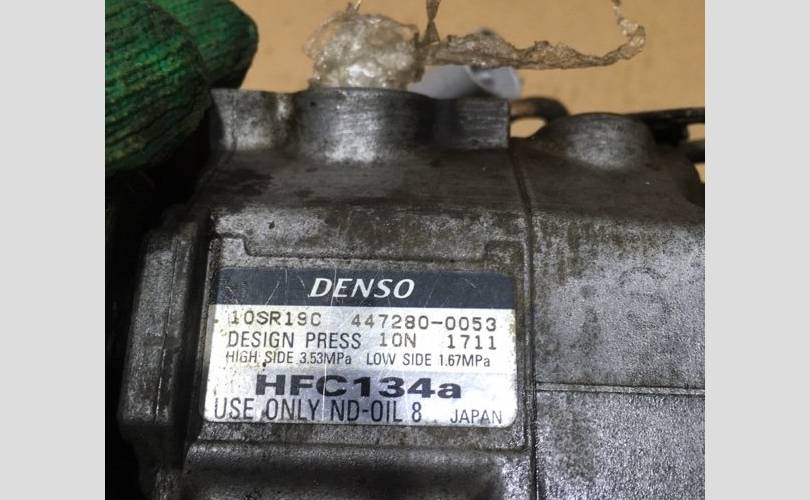 DENSO
10SR19C 447280-0053
DESIGN PRESS 10N 1711
HIGH SIDE 3.53MPa LOW SIDE 1.67MPa
HFC134a
USE ONLY ND-OIL 8 JAPAN